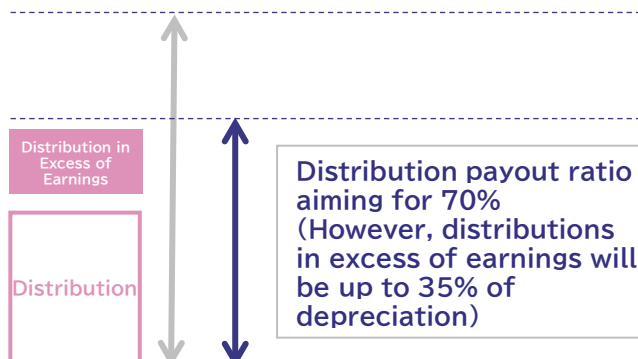 Distribution in
Excess of
Earnings
Distribution
Distribution payout ratio
aiming for 70%
(However, distributions
in excess of earnings will
be up to 35% of
depreciation)